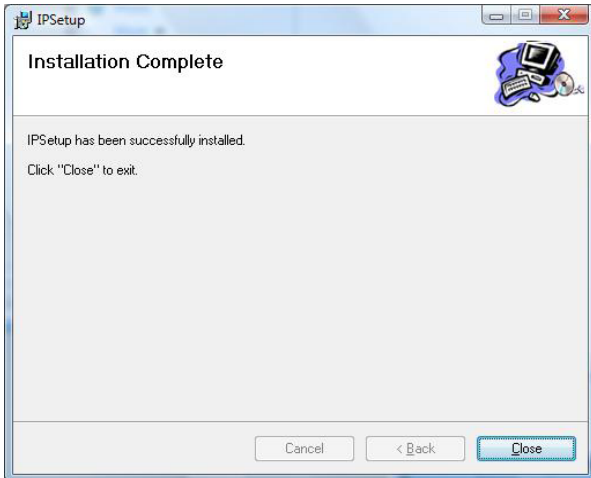 IPSetup
Installation Complete
IPSetup has been successfully installed.
Click "Close" to exit.
Cancel
< Back
Close